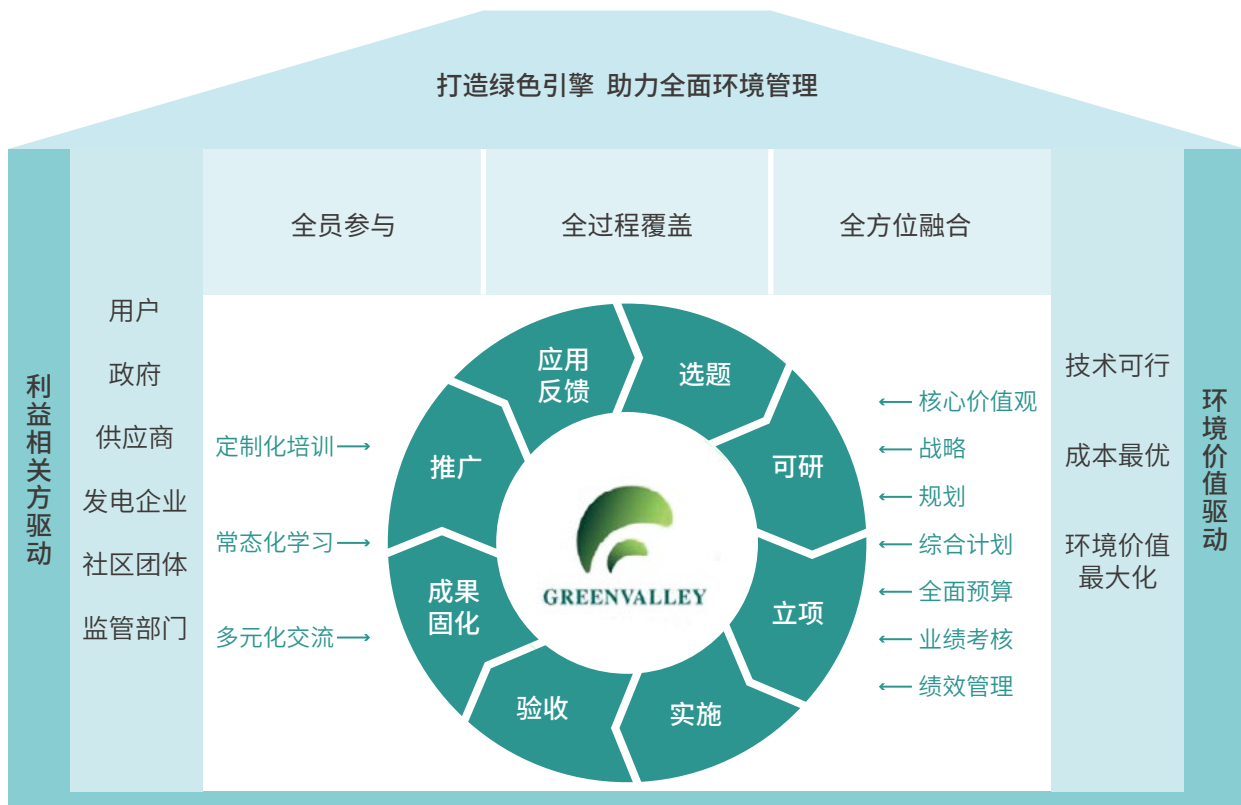 打造绿色引擎 助力全面环境管理
全员参与
全过程覆盖
全方位融合
利益相关方驱动
用户
政府
供应商
发电企业
社区团体
监管部门
定制化培训
常态化学习
多元化交流
应用
反馈
选题
可研
立项
实施
验收
成果
固化
推广
GREENVALLEY
核心价值观
战略
规划
综合计划
全面预算
业绩考核
绩效管理
技术可行
成本最优
环境价值
最大化
环境价值驱动